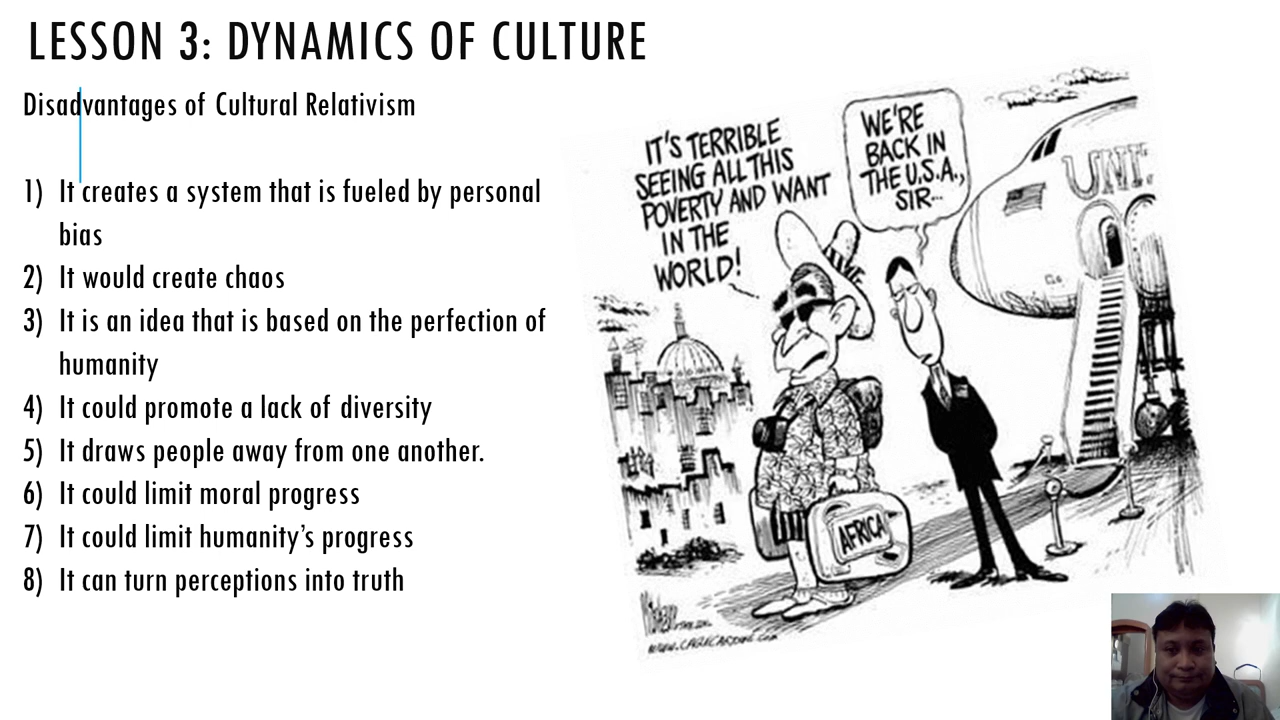 LESSON 3: DYNAMICS OF CULTURE
Disadvantages of Cultural Relativism
1) It creates a system that is fueled by personal
bias
2) It would create chaos
3) It is an idea that is based on the perfection of
humanity
4) It could promote a lack of diversity
5) It draws people away from one another.
6) It could limit moral progress
7) It could limit humanity's progress
8) It can turn perceptions into truth
IT'S TERRIBLE
SEEING ALL THIS
POVERTY AND WANT
IN THE
WORLD!
WE'RE
BACK IN
THE U.S.A.,
SIR...
AFRICA